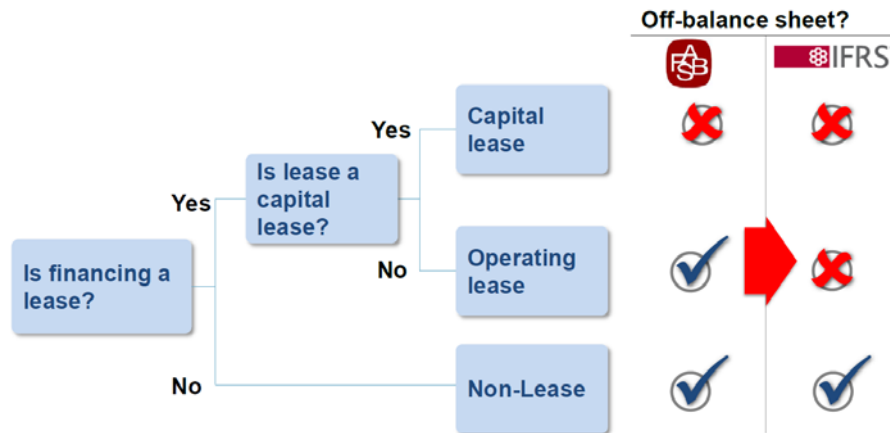 Off-balance sheet?
FASB
IFRS
Yes
Capital
lease
Yes
Is lease a
capital
lease?
Is financing a
lease?
No
Operating
lease
No
Non-Lease